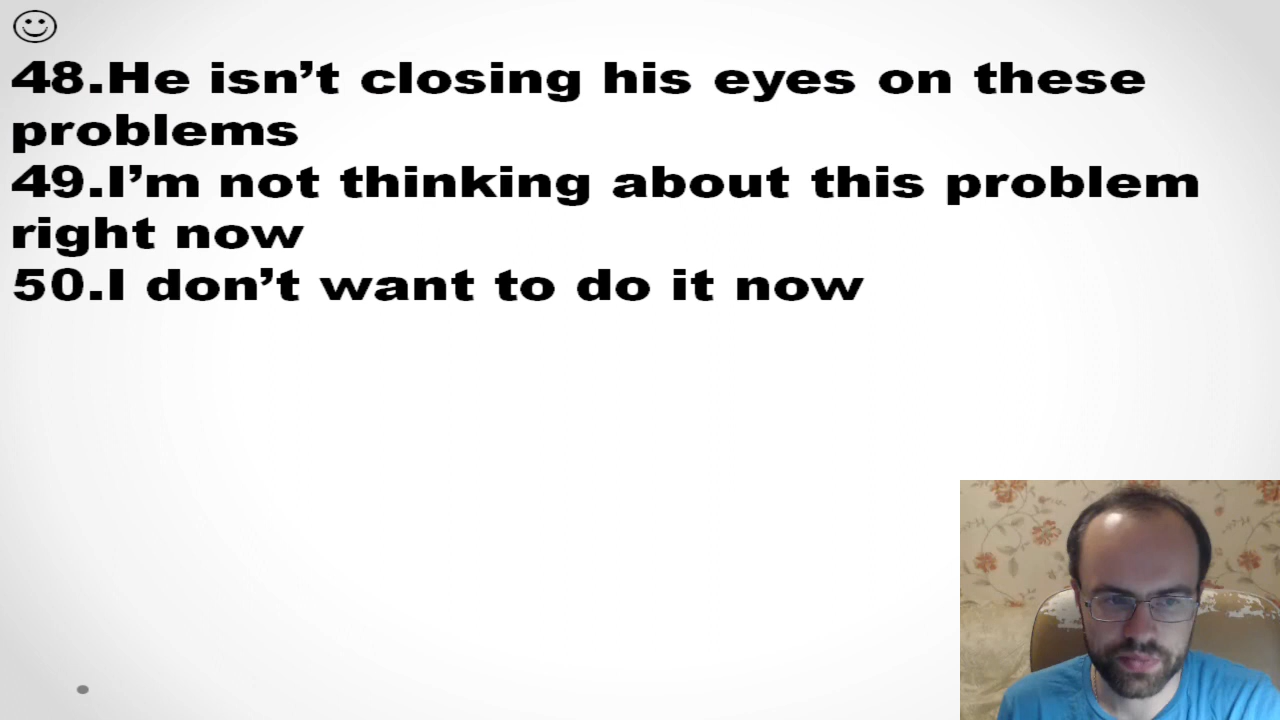 48.He isn’t closing his eyes on these
problems
49.I’m not thinking about this problem
right now
50.I don’t want to do it now